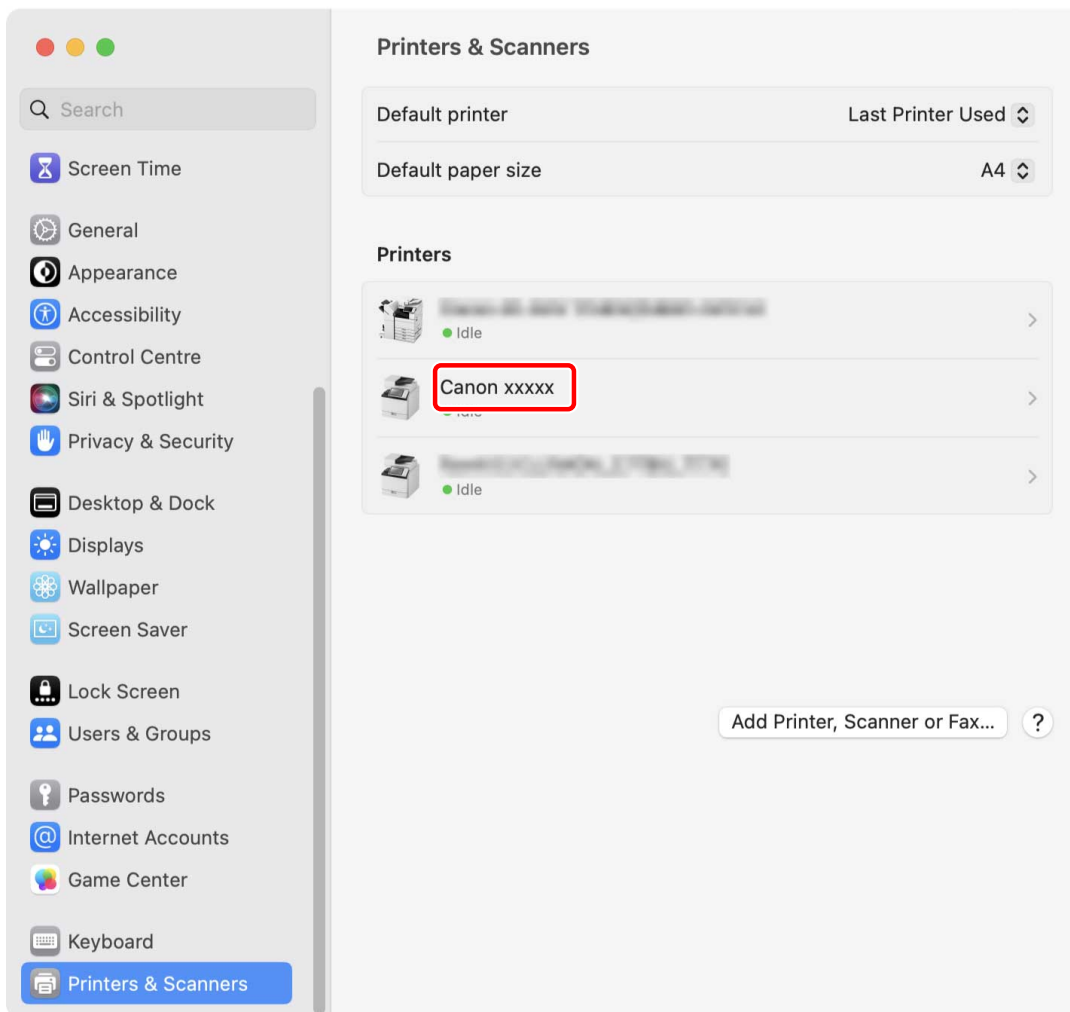 Search
Screen Time
General
Appearance
Accessibility
Control Centre
Siri & Spotlight
Privacy & Security
Desktop & Dock
Displays
Wallpaper
Screen Saver
Lock Screen
Users & Groups
Passwords
Internet Accounts
Game Center
Keyboard
Printers & Scanners
Printers & Scanners
Default printer Last Printer Used
Default paper size A4
Printers
Idle
Canon xxxxx
Idle
Add Printer, Scanner or Fax... ?